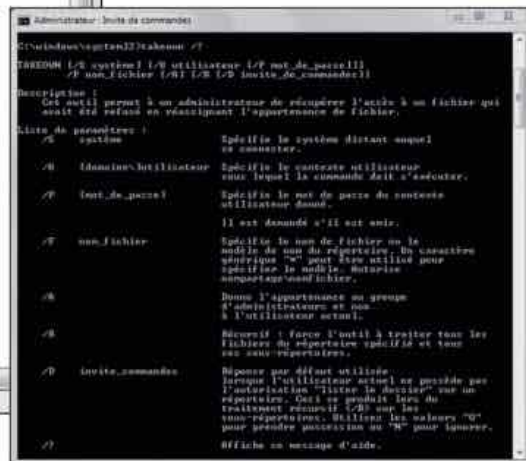 Administrateur : Invite de commandes
C:\windows\system32>takeown /?
TAKEOWN [/S système] [/U utilisateur [/P mot_de_passe]]]
/F nom_fichier [/A] [/R [/D invite_de_commandes]]
Description :
Cet outil permet à un administrateur de récupérer l'accès à un fichier qui
avait été refusé en réassignant l'appartenance de fichier.
Liste de paramètres :
/S système Spécifie le système distant auquel
se connecter.
/U [domaine\]utilisateur Spécifie le contexte utilisateur
sous lequel la commande doit s'exécuter.
/P [mot_de_passe] Spécifie le mot de passe du contexte
utilisateur donné.
Il est demandé s'il est omis.
/F nom_fichier Spécifie le nom de fichier ou le
modèle de nom du répertoire. Un caractère
générique "*" peut être utilisé pour
spécifier le modèle. Autorise
nompartage\nomfichier.
/A Donne l'appartenance au groupe
d'administrateurs et non
à l'utilisateur actuel.
/R Récursif : force l'outil à traiter tous les
fichiers du répertoire spécifié et tous
ses sous-répertoires.
/D invite_commandes Réponse par défaut utilisée
lorsque l'utilisateur actuel ne possède pas
l'autorisation "lister le dossier" sur un
répertoire. Ceci se produit lors du
traitement récursif (/R) sur les
sous-répertoires. Utilisez les valeurs "O"
pour prendre possession ou "N" pour ignorer.
/? Affiche ce message d'aide.